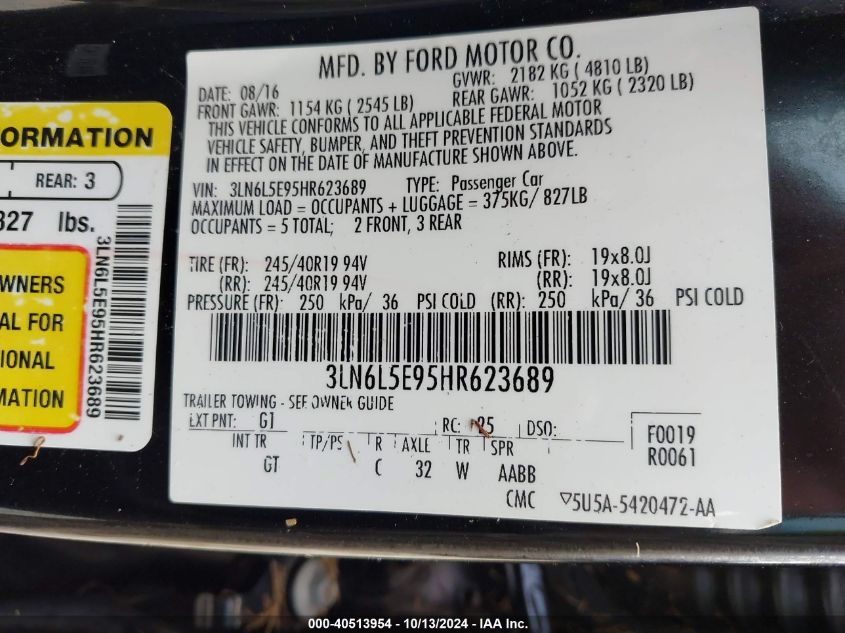 ORMATION
REAR: 3
327 lbs.
WNERS
AL FOR
IONAL
MATION
3LN6L5E95HR623689
MFD. BY FORD MOTOR CO.
DATE: 08/16 GVWR: 2182 KG ( 4810 LB)
FRONT GAWR: 1154 KG ( 2545 LB) REAR GAWR: 1052 KG ( 2320 LB)
THIS VEHICLE CONFORMS TO ALL APPLICABLE FEDERAL MOTOR
VEHICLE SAFETY, BUMPER, AND THEFT PREVENTION STANDARDS
IN EFFECT ON THE DATE OF MANUFACTURE SHOWN ABOVE.
VIN: 3LN6L5E95HR623689 TYPE: Passenger Car
MAXIMUM LOAD = OCCUPANTS + LUGGAGE = 375KG/ 827LB
OCCUPANTS = 5 TOTAL; 2 FRONT, 3 REAR
TIRE (FR): 245/40R19 94V RIMS (FR): 19x8.0J
(RR): 245/40R19 94V (RR): 19x8.0J
PRESSURE (FR): 250 kPa/ 36 PSI COLD (RR): 250 kPa/ 36 PSI COLD
3LN6L5E95HR623689
TRAILER TOWING - SEE OWNER GUIDE
EXT PNT: G1 RC: 85 DSO: F0019
INT TR TP/PS R AXLE TR SPR R0061
GT C 32 W AABB
CMC ▽5U5A-5420472-AA
000-40513954 - 10/13/2024 - IAA Inc.